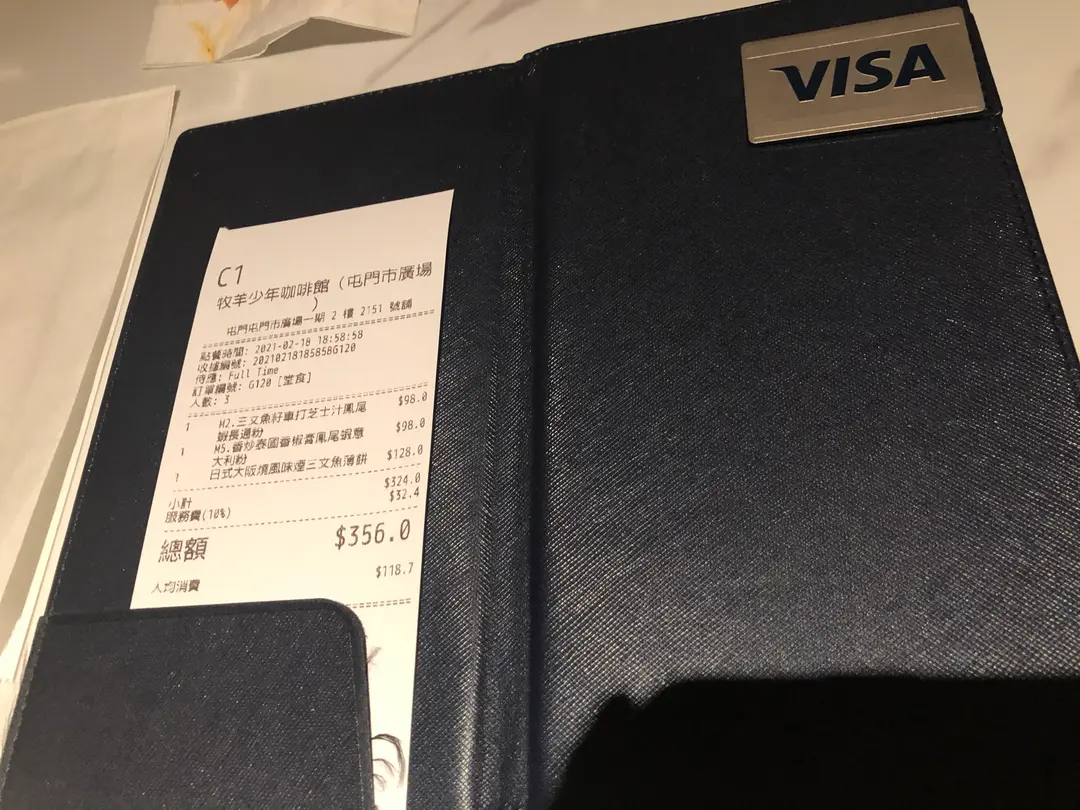 VISA
C1
牧羊少年咖啡館 (屯門市廣場
)
屯門屯門市廣場一期 2 樓 2151 號舖
點餐時間: 2021-02-18 18:58:58
收據編號: 20210218185858G120
侍應: Full Time
訂單編號: G120 [堂食]
人數: 3
1 M2.三文魚籽車打芝士汁鳳尾 $98.0
蝦長通粉
1 M5.香炒泰國香椒膏鳳尾蝦意 $98.0
大利粉
1 日式大阪燒風味煙三文魚薄餅 $128.0
小計 $324.0
服務費(10%) $32.4
總額 $356.0
人均消費 $118.7